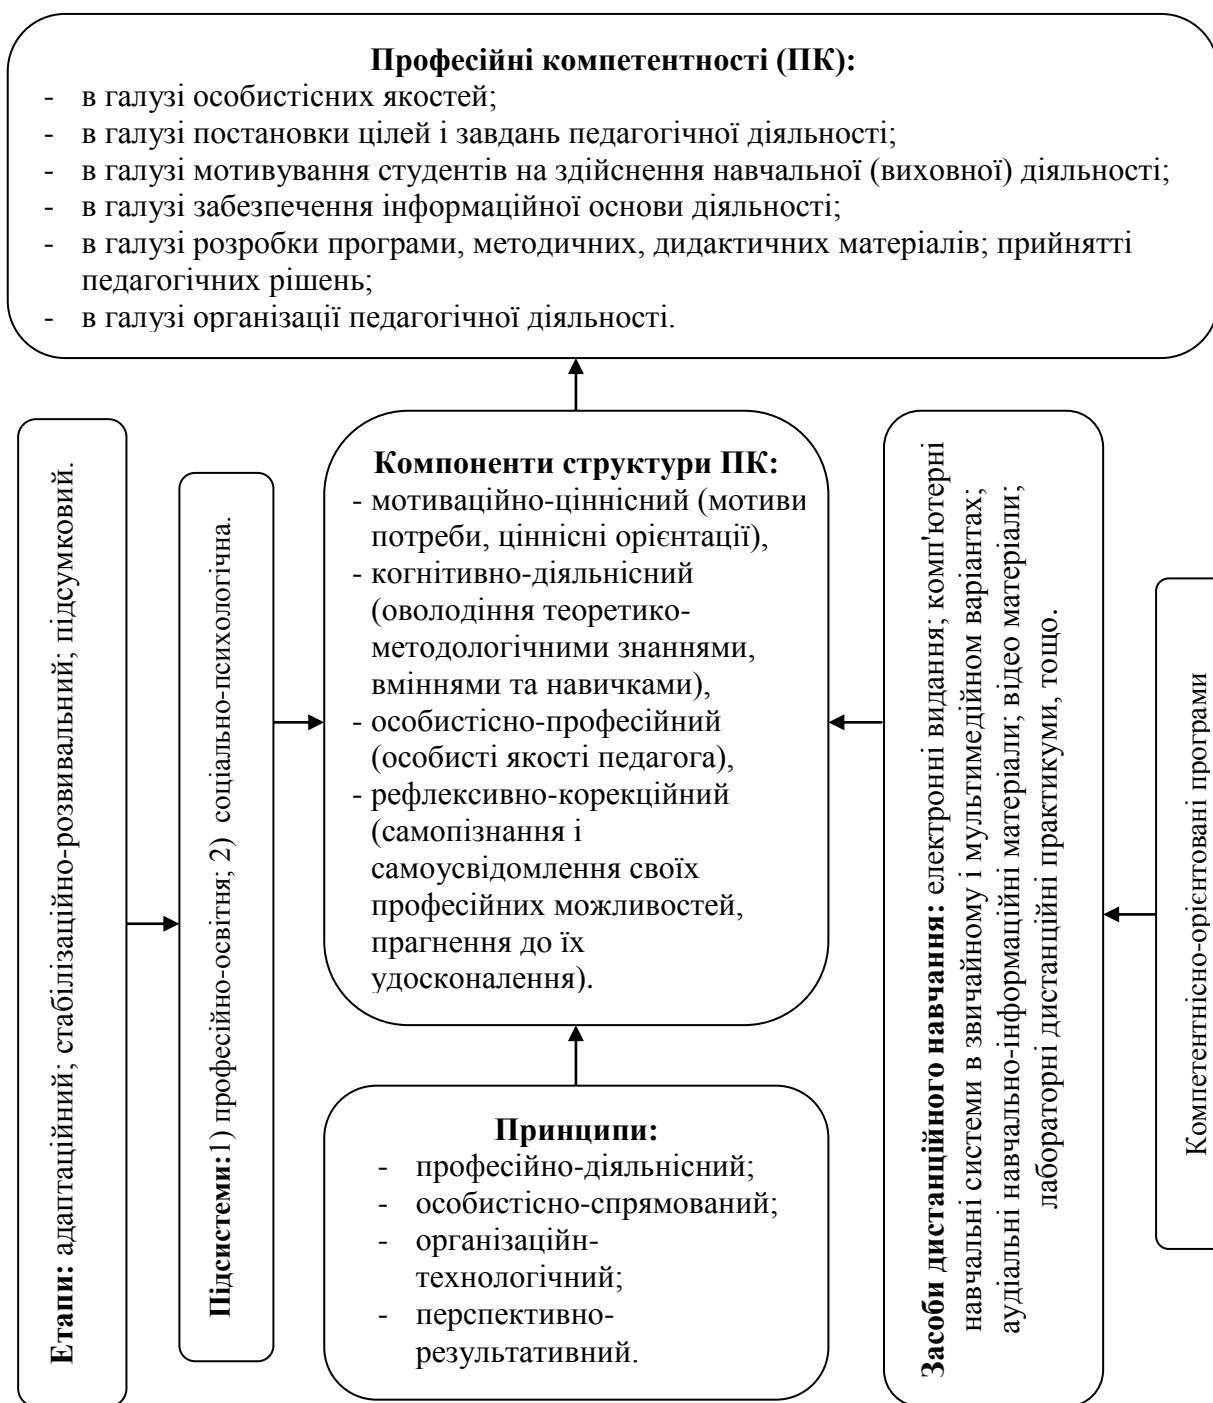 Професійні компетентності (ПК):
- в галузі особистісних якостей;
- в галузі постановки цілей і завдань педагогічної діяльності;
- в галузі мотивування студентів на здійснення навчальної (виховної) діяльності;
- в галузі забезпечення інформаційної основи діяльності;
- в галузі розробки програми, методичних, дидактичних матеріалів; прийнятті
педагогічних рішень;
- в галузі організації педагогічної діяльності.
Етапи: адаптаційний; стабілізаційно-розвивальний; підсумковий.
Підсистеми:1) професійно-освітня; 2) соціально-психологічна.
Компоненти структури ПК:
- мотиваційно-ціннісний (мотиви
потреби, ціннісні орієнтації),
- когнітивно-діяльнісний
(оволодіння теоретико-
методологічними знаннями,
вміннями та навичками),
- особистісно-професійний
(особисті якості педагога),
- рефлексивно-корекційний
(самопізнання і
самоусвідомлення своїх
професійних можливостей,
прагнення до їх
удосконалення).
Принципи:
- професійно-діяльнісний;
- особистісно-спрямований;
- організаційн-
технологічний;
- перспективно-
результативний.
Засоби дистанційного навчання: електронні видання; комп'ютерні
навчальні системи в звичайному і мультимедійном варіантах;
аудіальні навчально-інформаційні матеріали; відео матеріали;
лабораторні дистанційні практикуми, тощо.
Компетентнісно-орієнтовані програми